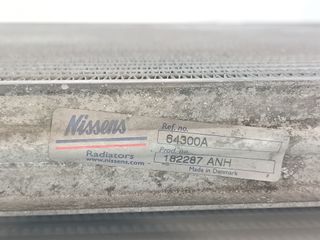 Nissens
Radiators
www.nissens.com
Ref. no.
64300A
Prod. no.
182287 ANH
Made in Denmark